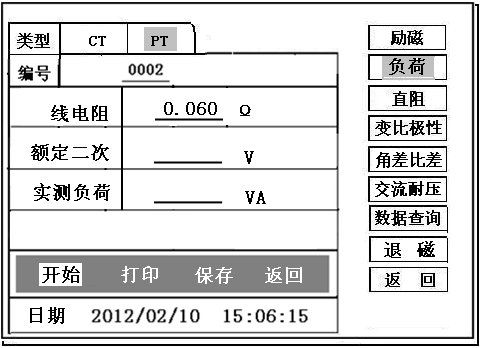 类型 CT PT
编号 0002
线电阻 0.060 Ω
额定二次 V
实测负荷 VA
开始 打印 保存 返回
日期 2012/02/10 15:06:15
励磁
负荷
直阻
变比极性
角差比差
交流耐压
数据查询
退 磁
返 回